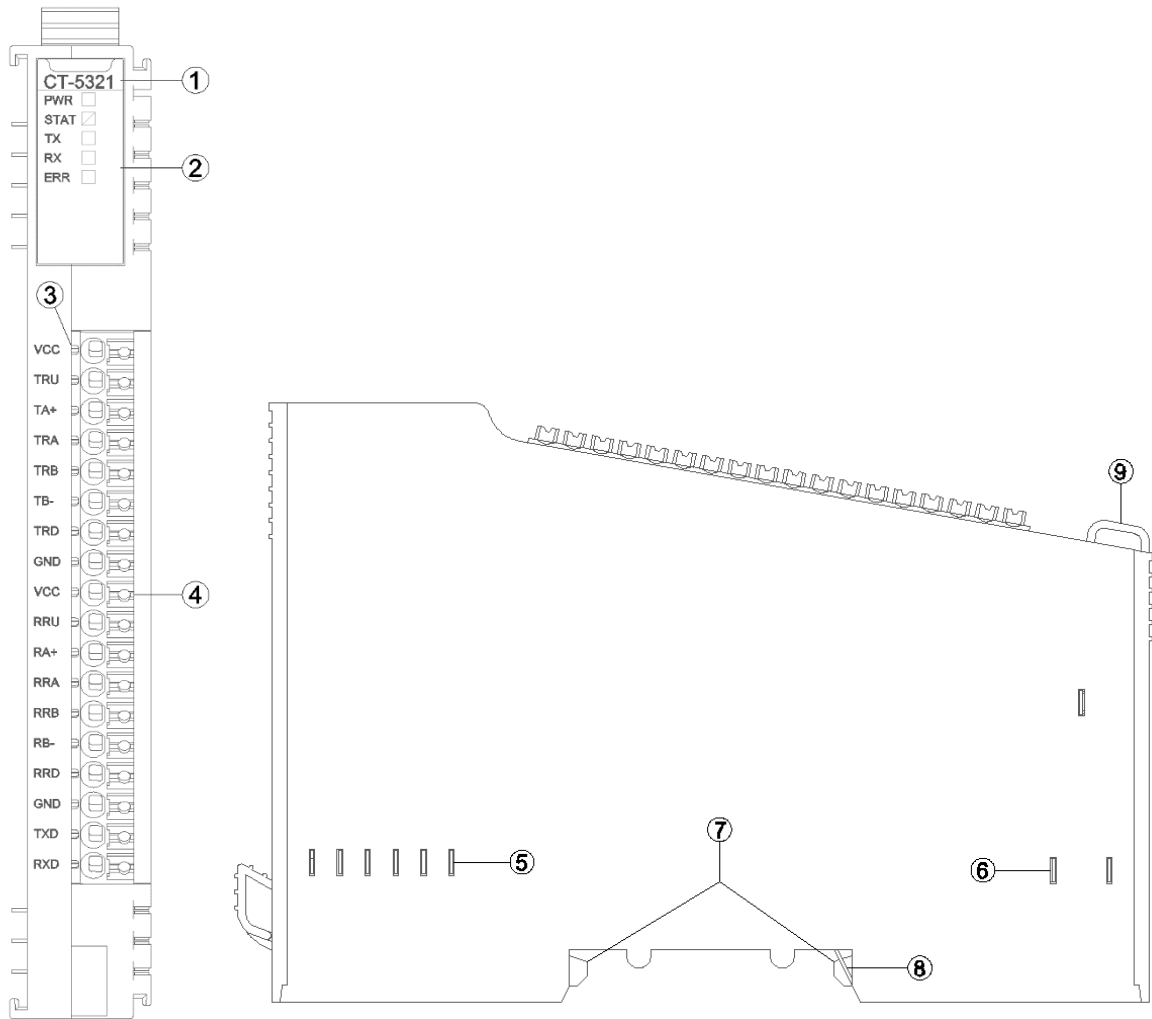 CT-5321
PWR
STAT
TX
RX
ERR
1
2
3
VCC
TRU
TA+
TRA
TRB
TB-
TRD
GND
VCC
RRU
RA+
RRA
RRB
RB-
RRD
GND
TXD
RXD
4
9
5
7
6
8